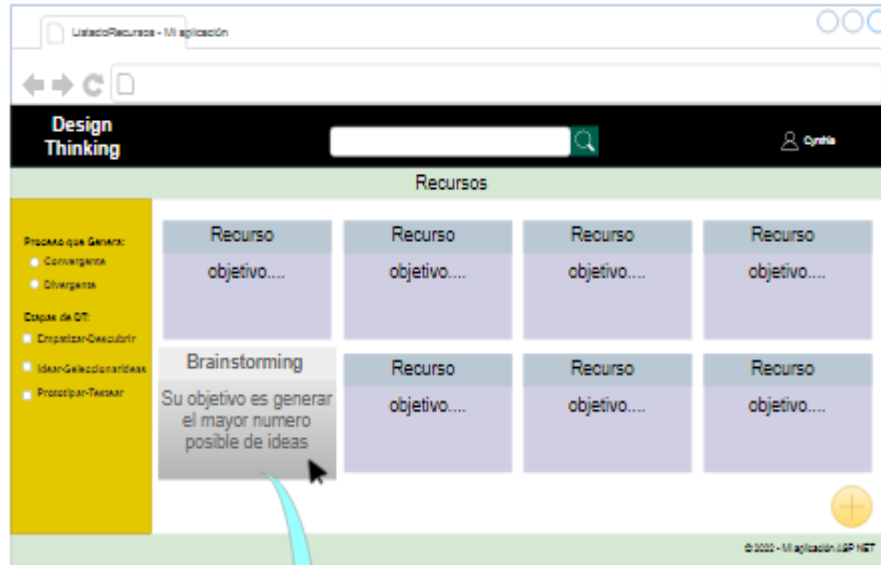 ListadoRecursos - Mi aplicación
Design
Thinking
Cynthia
Recursos
Proceso que Genera:
Convergente
Divergente
Etapas de DT:
Empatizar-Descubrir
Idear-SeleccionarIdeas
Prototipar-Testear
Recurso
objetivo....
Recurso
objetivo....
Recurso
objetivo....
Recurso
objetivo....
Brainstorming
Su objetivo es generar
el mayor numero
posible de ideas
Recurso
objetivo....
Recurso
objetivo....
Recurso
objetivo....
© 2022 - Mi aplicación ASP NET